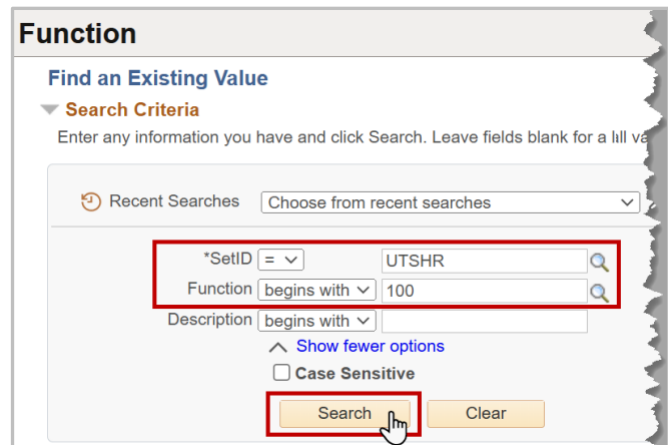 Function
Find an Existing Value
Search Criteria
Enter any information you have and click Search. Leave fields blank for a
Recent Searches Choose from recent searches
*SetID = UTSHR
Function begins with 100
Description begins with
Show fewer options
Case Sensitive
Search Clear